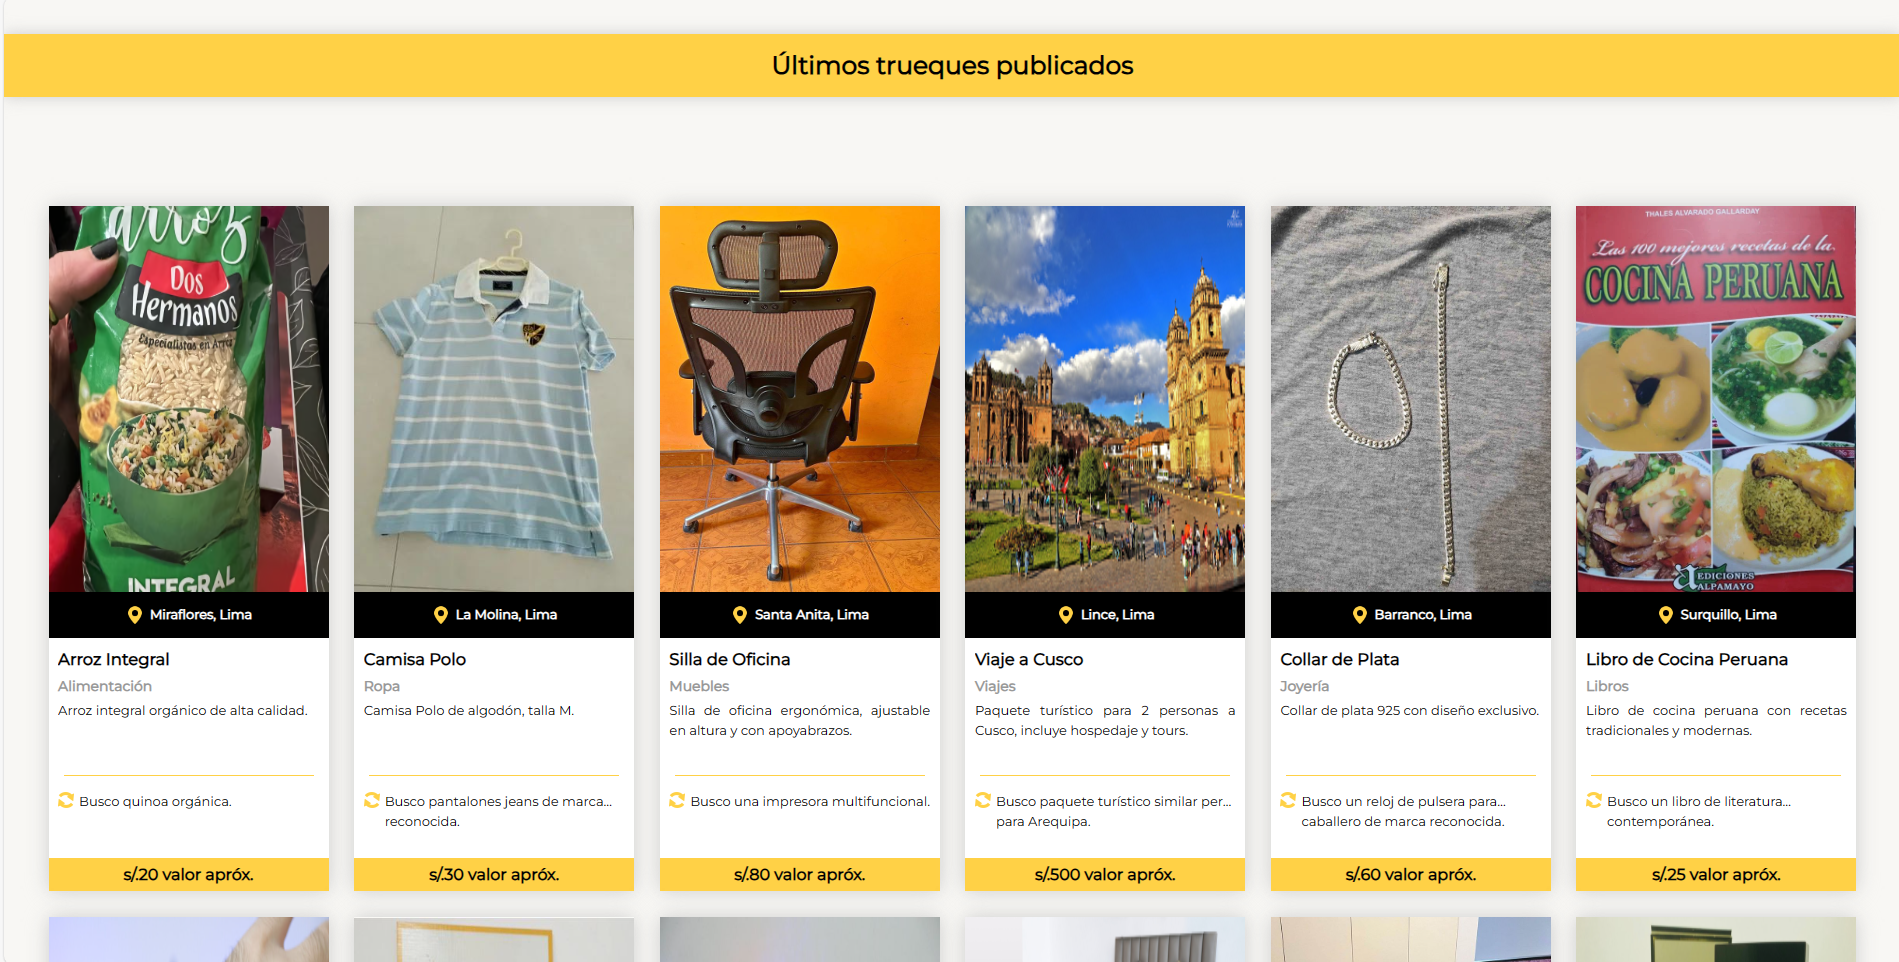 Últimos trueques publicados
arroz
DOS
Hermanos
Especialistas en Arroz
INTEGRAL
THALES ALVARADO GALLARDAY
Las 100 mejores recetas de la
COCINA PERUANA
EDICIONES
ALPAMAYO
Miraflores, Lima
La Molina, Lima
Santa Anita, Lima
Lince, Lima
Barranco, Lima
Surquillo, Lima
Arroz Integral
Alimentación
Arroz integral orgánico de alta calidad.
Busco quinoa orgánica.
s/.20 valor apróx.
Camisa Polo
Ropa
Camisa Polo de algodón, talla M.
Busco pantalones jeans de marca...
reconocida.
s/.30 valor apróx.
Silla de Oficina
Muebles
Silla de oficina ergonómica, ajustable
en altura y con apoyabrazos.
Busco una impresora multifuncional.
s/.80 valor apróx.
Viaje a Cusco
Viajes
Paquete turístico para 2 personas a
Cusco, incluye hospedaje y tours.
Busco paquete turístico similar per...
para Arequipa.
s/.500 valor apróx.
Collar de Plata
Joyería
Collar de plata 925 con diseño exclusivo.
Busco un reloj de pulsera para...
caballero de marca reconocida.
s/.60 valor apróx.
Libro de Cocina Peruana
Libros
Libro de cocina peruana con recetas
tradicionales y modernas.
Busco un libro de literatura...
contemporánea.
s/.25 valor apróx.